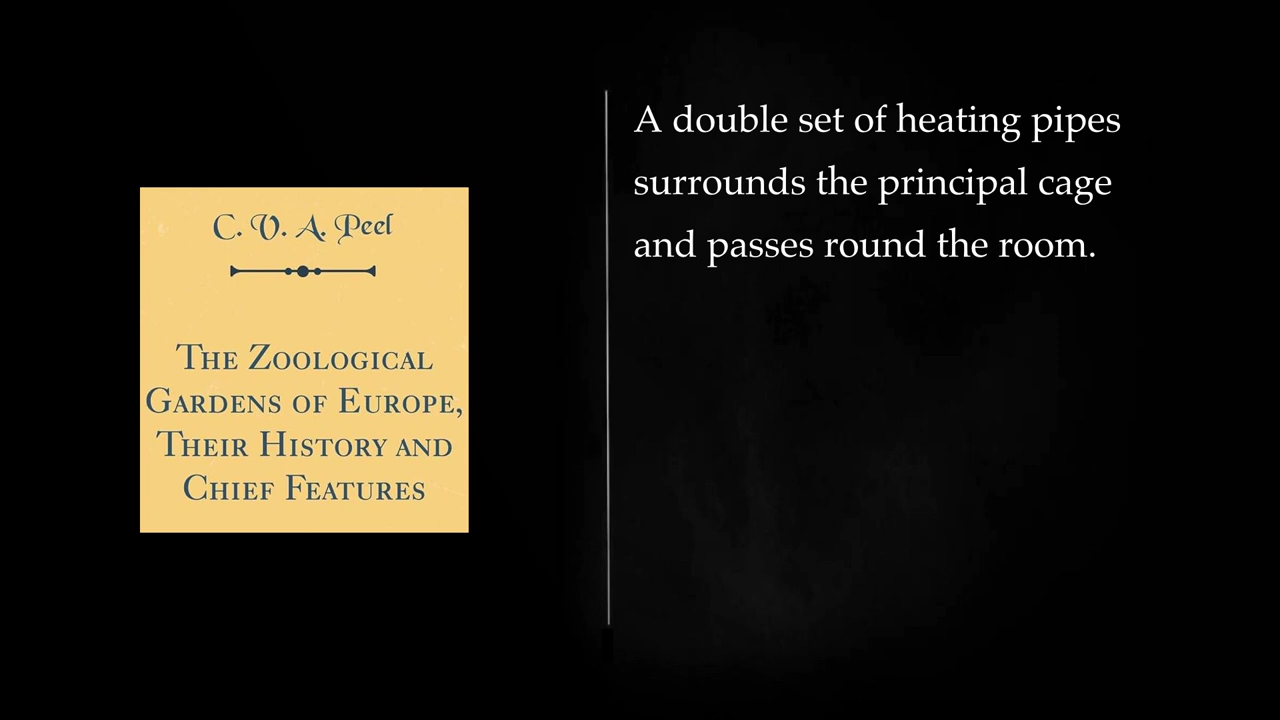 C. V. A. Peel
The Zoological
Gardens of Europe,
Their History and
Chief Features
A double set of heating pipes
surrounds the principal cage
and passes round the room.